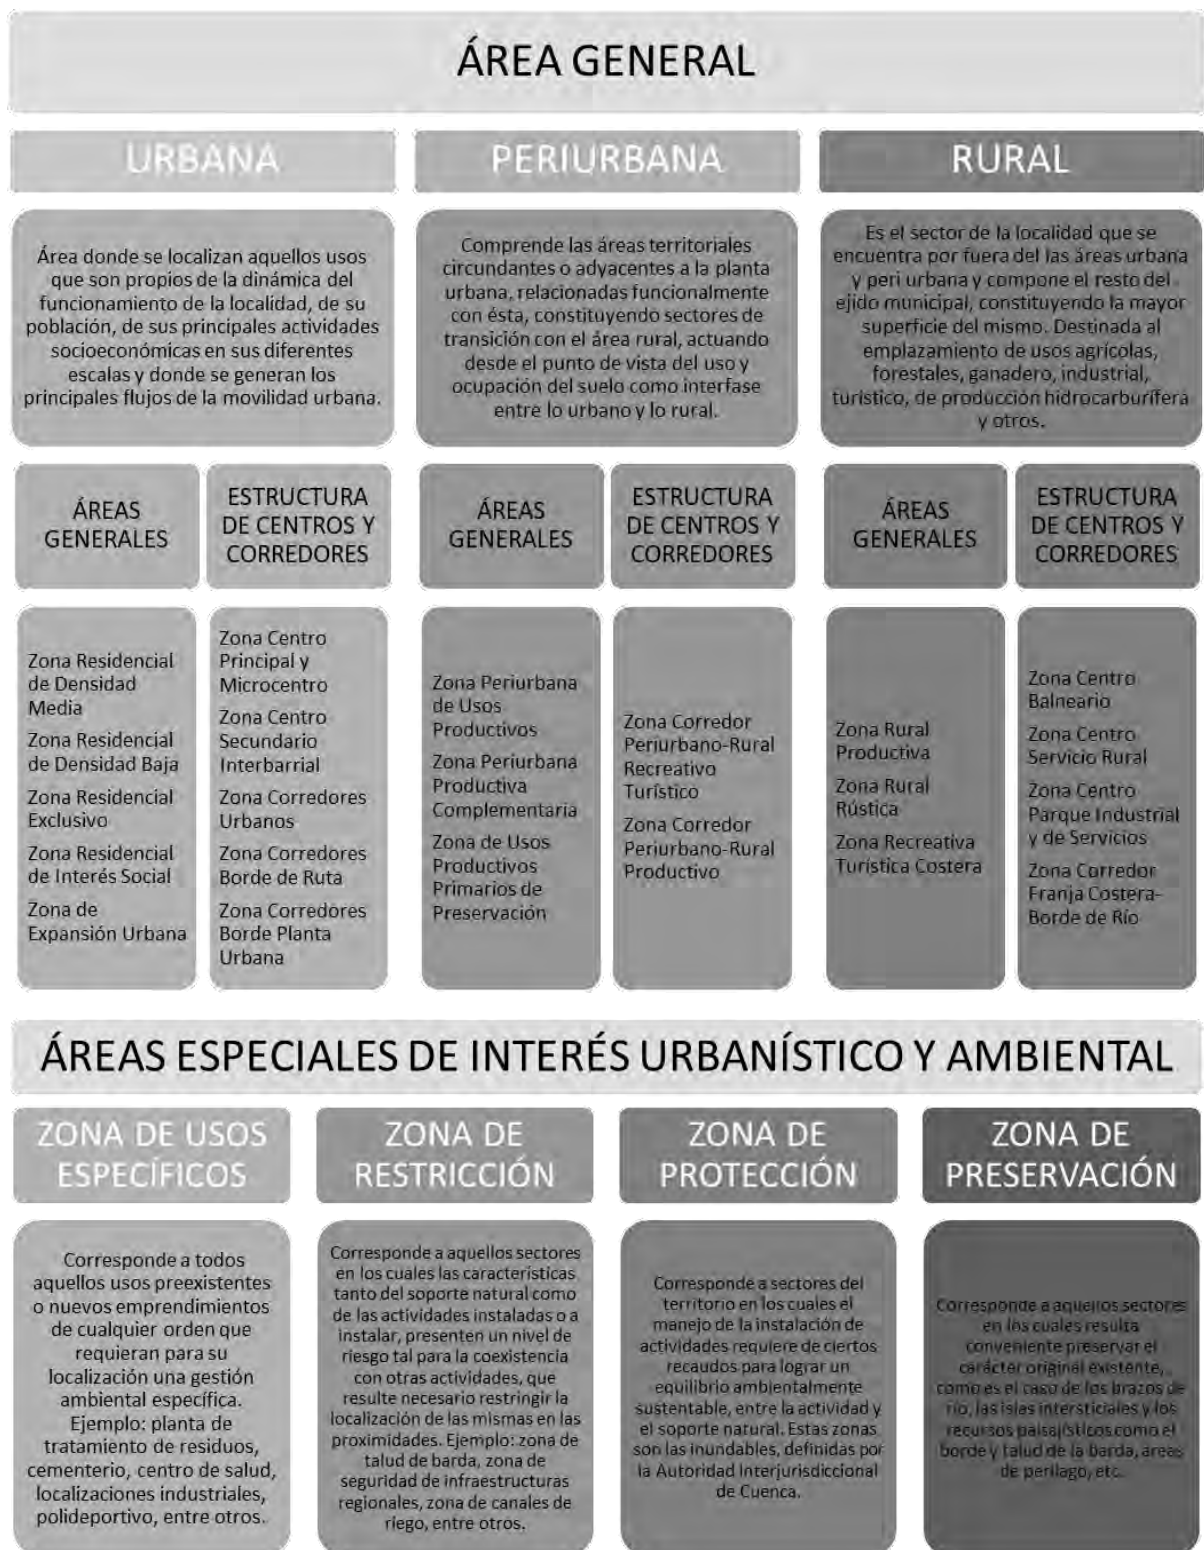 ÁREA GENERAL
URBANA
Área donde se localizan aquellos usos
que son propios de la dinámica del
funcionamiento de la localidad, de su
población, de sus principales actividades
socioeconómicas en sus diferentes
escalas y donde se generan los
principales flujos de la movilidad urbana.
ÁREAS
GENERALES
Zona Residencial
de Densidad
Media
Zona Residencial
de Densidad Baja
Zona Residencial
Exclusivo
Zona Residencial
de Interés Social
Zona de
Expansión Urbana
ESTRUCTURA
DE CENTROS Y
CORREDORES
Zona Centro
Principal y
Microcentro
Zona Centro
Secundario
Interbarrial
Zona Corredores
Urbanos
Zona Corredores
Borde de Ruta
Zona Corredores
Borde Planta
Urbana
PERIURBANA
Comprende las áreas territoriales
circundantes o adyacentes a la planta
urbana, relacionadas funcionalmente
con ésta, constituyendo sectores de
transición con el área rural, actuando
desde el punto de vista del uso y
ocupación del suelo como interfase
entre lo urbano y lo rural.
ÁREAS
GENERALES
Zona Periurbana
de Usos
Productivos
Zona Periurbana
Productiva
Complementaria
Zona de Usos
Productivos
Primarios de
Preservación
ESTRUCTURA
DE CENTROS Y
CORREDORES
Zona Corredor
Periurbano-Rural
Recreativo
Turístico
Zona Corredor
Periurbano-Rural
Productivo
RURAL
Es el sector de la localidad que se
encuentra por fuera del las áreas urbana
y peri urbana y compone el resto del
ejido municipal, constituyendo la mayor
superficie del mismo. Destinada al
emplazamiento de usos agrícolas,
forestales, ganadero, industrial,
turístico, de producción hidrocarburífera
y otros.
ÁREAS
GENERALES
Zona Rural
Productiva
Zona Rural
Rústica
Zona Recreativa
Turística Costera
ESTRUCTURA
DE CENTROS Y
CORREDORES
Zona Centro
Balneario
Zona Centro
Servicio Rural
Zona Centro
Parque Industrial
y de Servicios
Zona Corredor
Franja Costera-
Borde de Río
ÁREAS ESPECIALES DE INTERÉS URBANÍSTICO Y AMBIENTAL
ZONA DE USOS
ESPECÍFICOS
Corresponde a todos
aquellos usos preexistentes
o nuevos emprendimientos
de cualquier orden que
requieran para su
localización una gestión
ambiental específica.
Ejemplo: planta de
tratamiento de residuos,
cementerio, centro de salud,
localizaciones industriales,
polideportivo, entre otros.
ZONA DE
RESTRICCIÓN
Corresponde a aquellos sectores
en los cuales las características
tanto del soporte natural como
de las actividades instaladas o a
instalar, presenten un nivel de
riesgo tal para la coexistencia
con otras actividades, que
resulte necesario restringir la
localización de las mismas en las
proximidades. Ejemplo: zona de
talud de barda, zona de
seguridad de infraestructuras
regionales, zona de canales de
riego, entre otros.
ZONA DE
PROTECCIÓN
Corresponde a sectores del
territorio en los cuales el
manejo de la instalación de
actividades requiere de ciertos
recaudos para lograr un
equilibrio ambientalmente
sustentable, entre la actividad y
el soporte natural. Estas zonas
son las inundables, definidas por
la Autoridad Interjurisdiccional
de Cuenca.
ZONA DE
PRESERVACIÓN
Corresponde a aquellos sectores
en los cuales resulta
conveniente preservar el
carácter original existente,
como es el caso de los brazos de
río, las islas intersticiales y los
recursos paisajísticos como el
borde y talud de la barda, áreas
de perilago, etc.